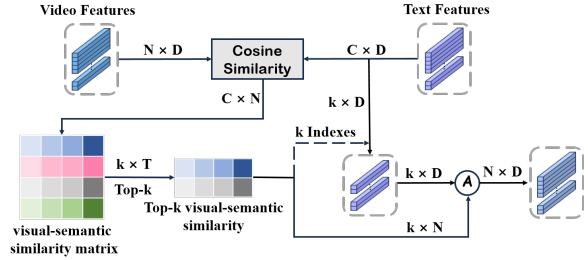 Video Features
Text Features
N × D
Cosine
Similarity
C × D
C × N
k × D
k Indexes
k × T
Top-k
Top-k visual-semantic
similarity
k × D
A
N × D
k × N
visual-semantic
similarity matrix